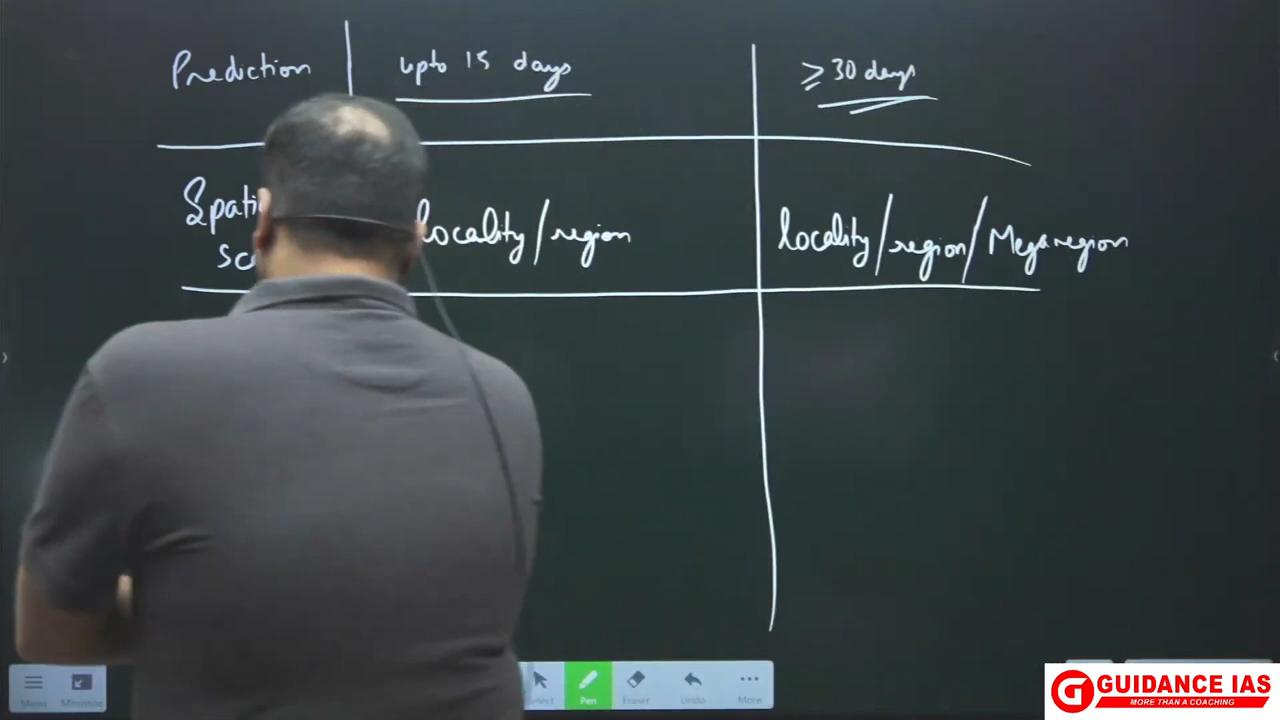 Prediction upto 15 days ≥ 30 days
locality/region locality/region/Megaregion
Menu Minimize Pen Eraser Undo More
GUIDANCE IAS
MORE THAN A COACHING